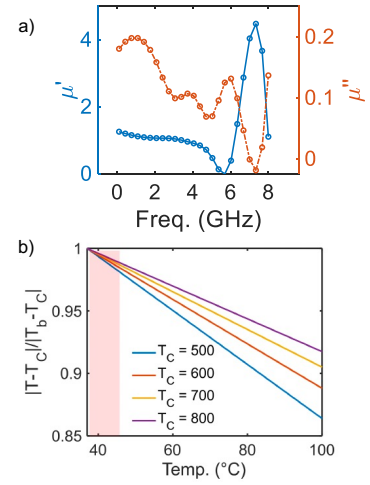 a)
4
2
0
μ'
0.2
0.1
0
μ''
0 2 4 6 8
Freq. (GHz)
b)
1
0.95
0.9
0.85
|T-T_C|/|T_b-T_C|
T_C = 500
T_C = 600
T_C = 700
T_C = 800
40 60 80 100
Temp. (°C)